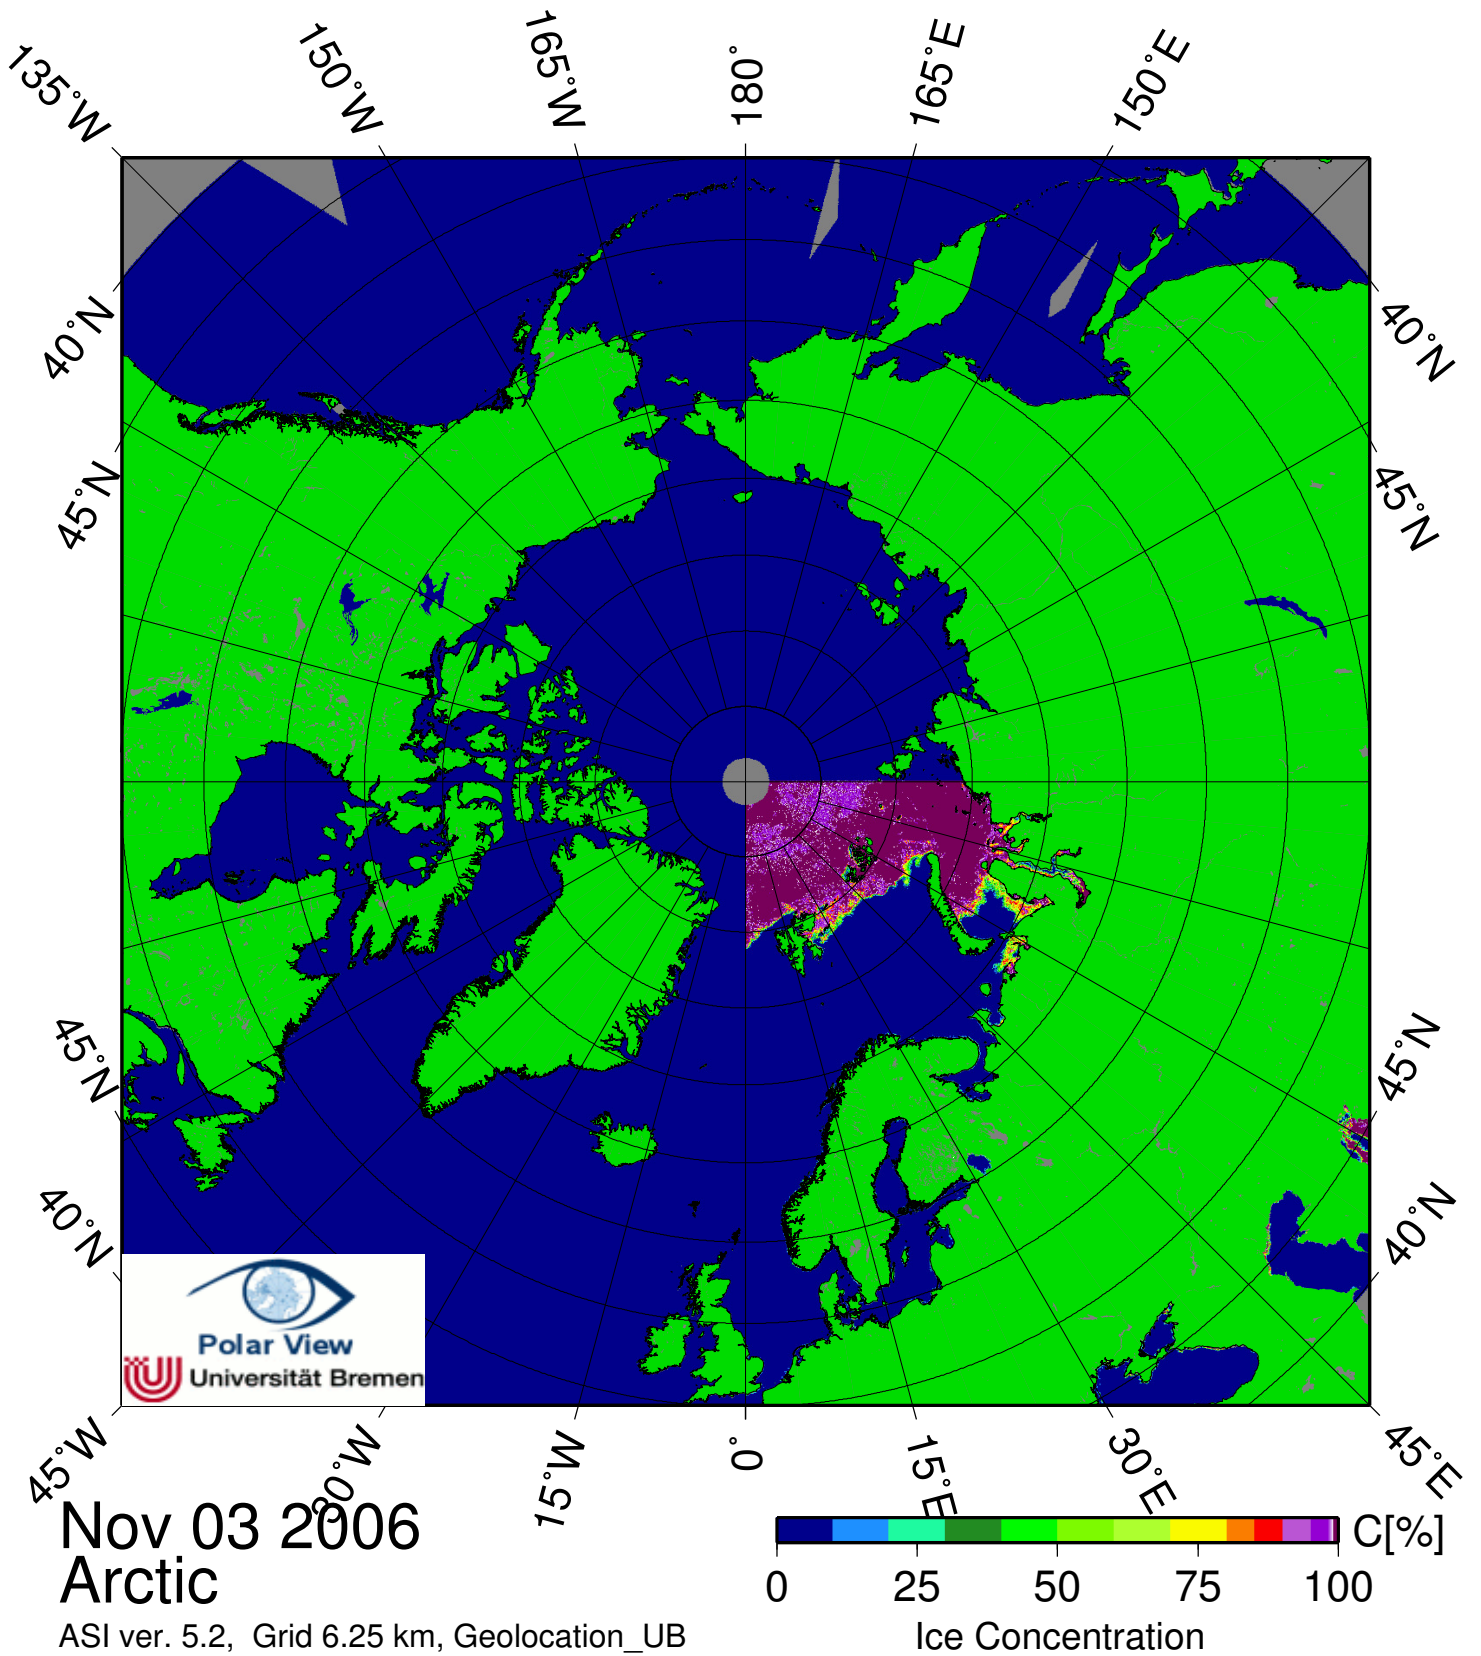 135°W
150°W
165°W
180°
165°E
150°E
40°N
40°N
45°N
45°N
45°N
45°N
40°N
40°N
Polar View
Universität Bremen
45°W
30°W
15°W
0°
15°E
30°E
45°E
Nov 03 2006
Arctic
ASI ver. 5.2, Grid 6.25 km, Geolocation_UB
C[%]
0 25 50 75 100
Ice Concentration